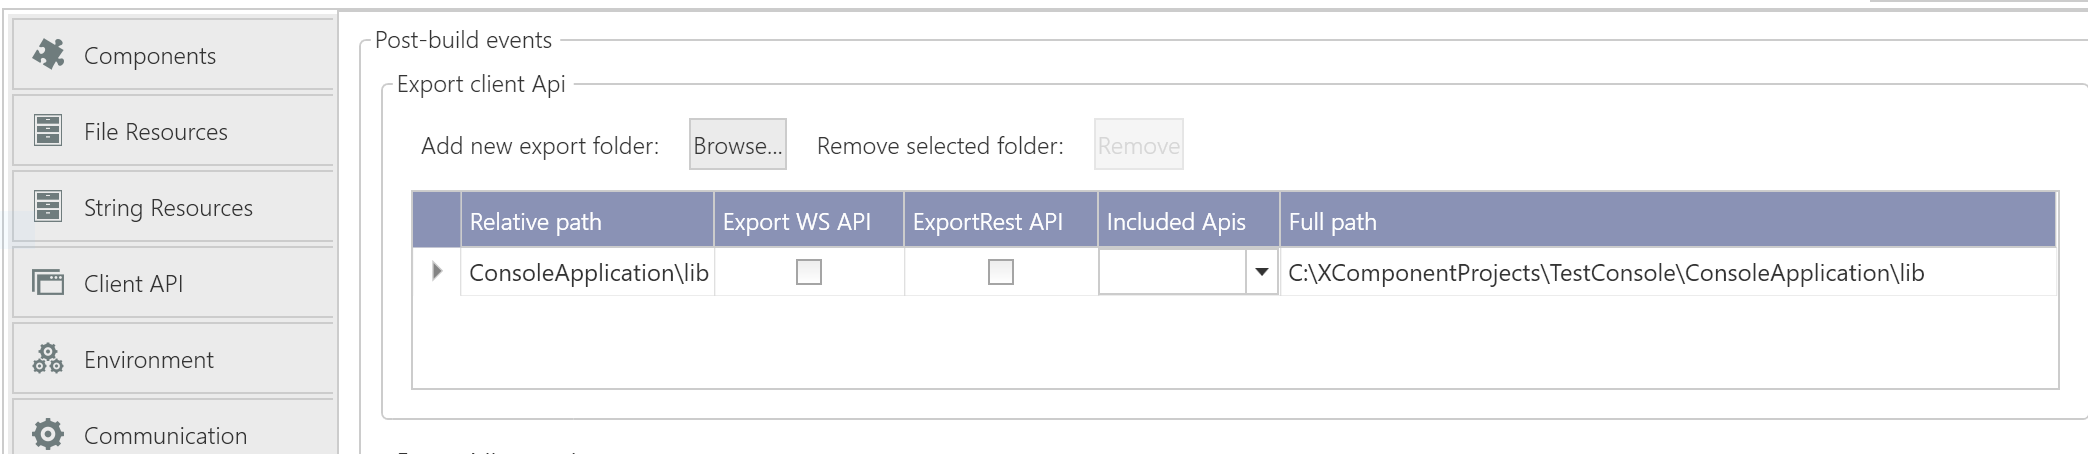 Components
File Resources
String Resources
Client API
Environment
Communication
Post-build events
Export client Api
Add new export folder: Browse... Remove selected folder: Remove
Relative path Export WS API ExportRest API Included Apis Full path
ConsoleApplication\lib C:\XComponentProjects\TestConsole\ConsoleApplication\lib